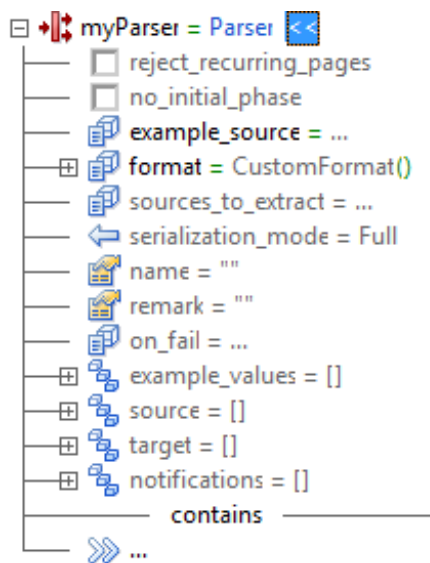 myParser = Parser <<
reject_recurring_pages
no_initial_phase
example_source = ...
format = CustomFormat()
sources_to_extract = ...
serialization_mode = Full
name = ""
remark = ""
on_fail = ...
example_values = []
source = []
target = []
notifications = []
contains
...